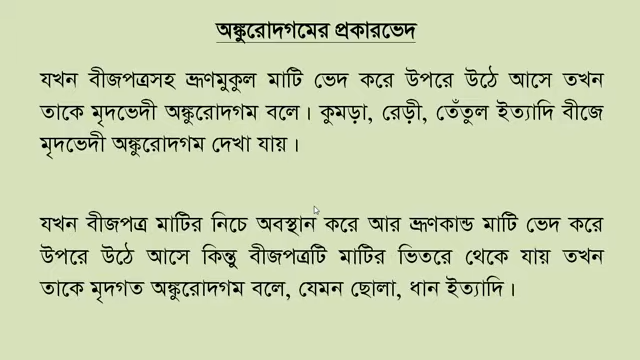 অঙ্কুরোদগমের প্রকারভেদ
যখন বীজপত্রসহ ভ্রূণমুকুল মাটি ভেদ করে উপরে উঠে আসে তখন
তাকে মৃদভেদী অঙ্কুরোদগম বলে। কুমড়া, রেড়ী, তেঁতুল ইত্যাদি বীজে
মৃদভেদী অঙ্কুরোদগম দেখা যায়।
যখন বীজপত্র মাটির নিচে অবস্থান করে আর ভ্রূণকান্ড মাটি ভেদ করে
উপরে উঠে আসে কিন্তু বীজপত্রটি মাটির ভিতরে থেকে যায় তখন
তাকে মৃদগত অঙ্কুরোদগম বলে, যেমন ছোলা, ধান ইত্যাদি।